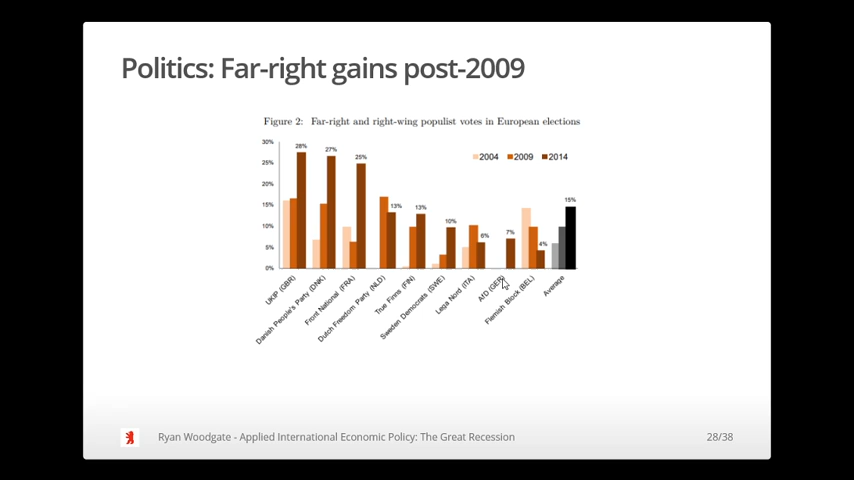 Politics: Far-right gains post-2009
Figure 2: Far-right and right-wing populist votes in European elections
30%
25%
20%
15%
10%
5%
0%
28%
27%
25%
13%
13%
10%
6%
7%
4%
15%
2004 2009 2014
UKIP (GBR)
Danish People's Party (DNK)
Front National (FRA)
Dutch Freedom Party (NLD)
True Finns (FIN)
Sweden Democrats (SWE)
Lega Nord (ITA)
AfD (GER)
Flemish Block (BEL)
Average
Ryan Woodgate - Applied International Economic Policy: The Great Recession
28/38